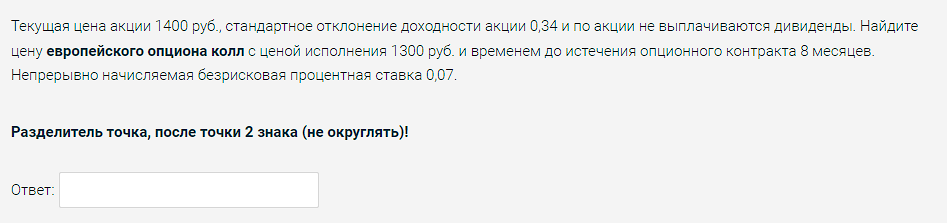 Текущая цена акции 1400 руб., стандартное отклонение доходности акции 0,34 и по акции не выплачиваются дивиденды. Найдите
цену европейского опциона колл с ценой исполнения 1300 руб. и временем до истечения опционного контракта 8 месяцев.
Непрерывно начисляемая безрисковая процентная ставка 0,07.
Разделитель точка, после точки 2 знака (не округлять)!
Ответ: